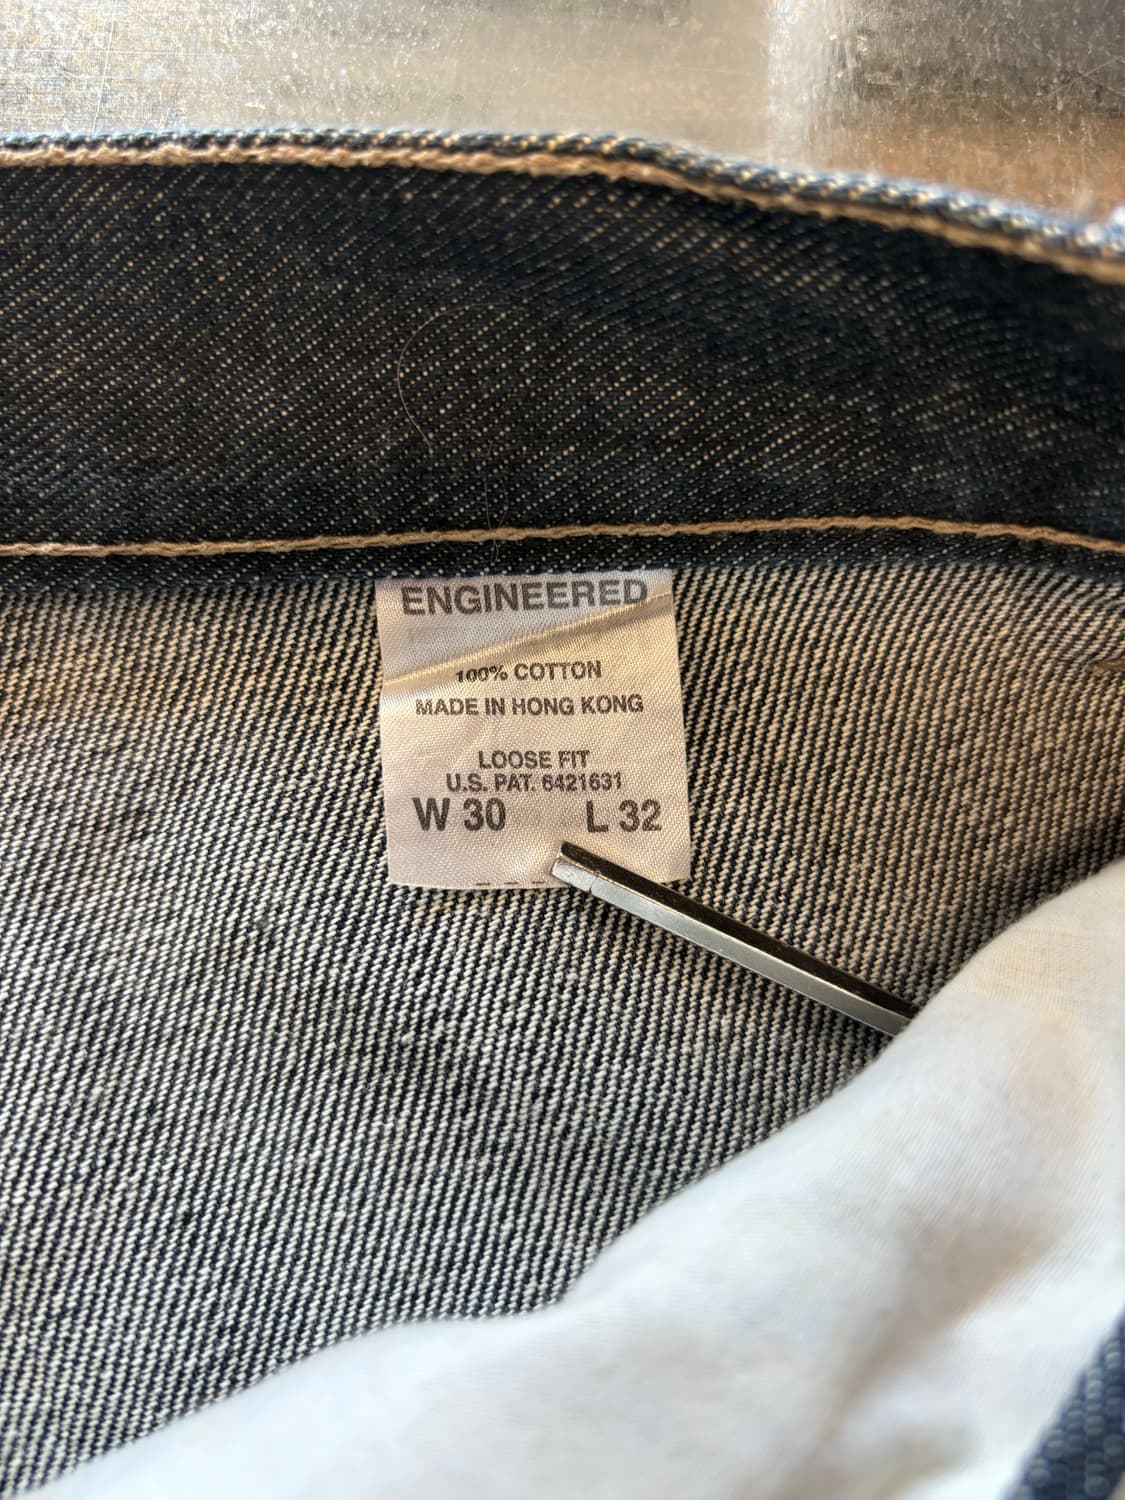 ENGINEERED
100% COTTON
MADE IN HONG KONG
LOOSE FIT
U.S. PAT. 6421631
W 30 L 32